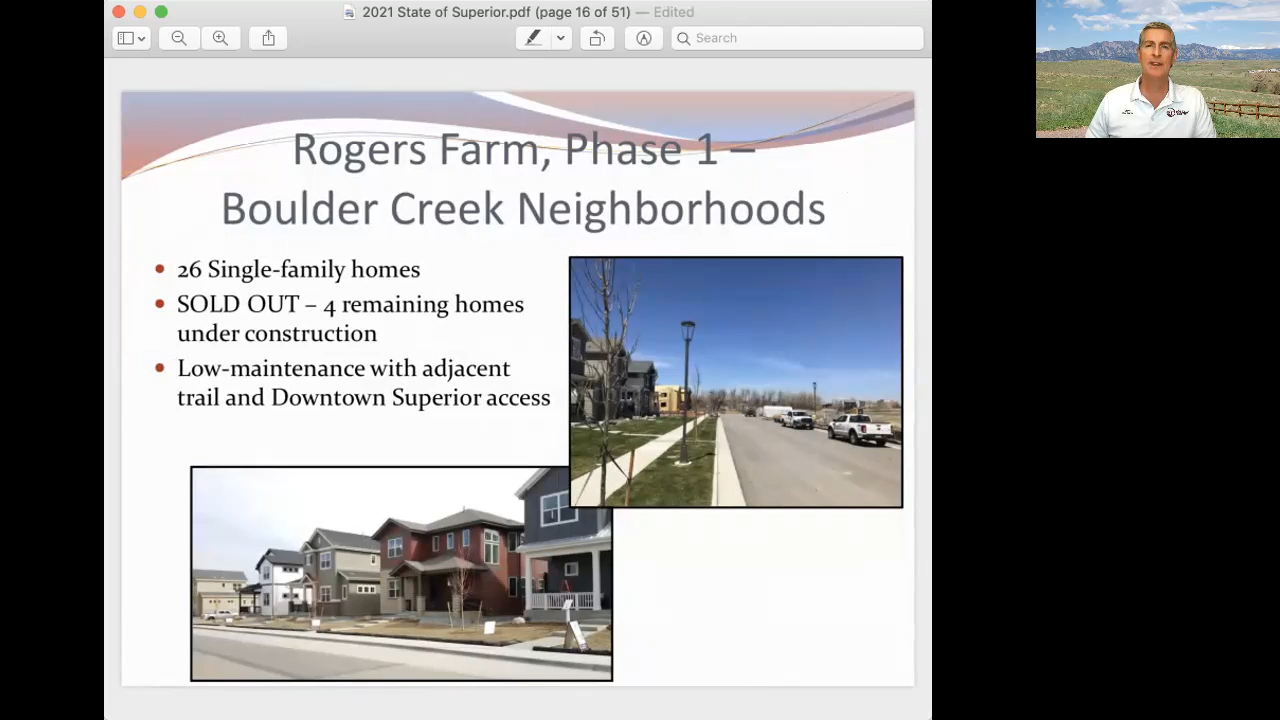 2021 State of Superior.pdf (page 16 of 51) — Edited
Search
Rogers Farm, Phase 1 –
Boulder Creek Neighborhoods
• 26 Single-family homes
• SOLD OUT – 4 remaining homes
under construction
• Low-maintenance with adjacent
trail and Downtown Superior access